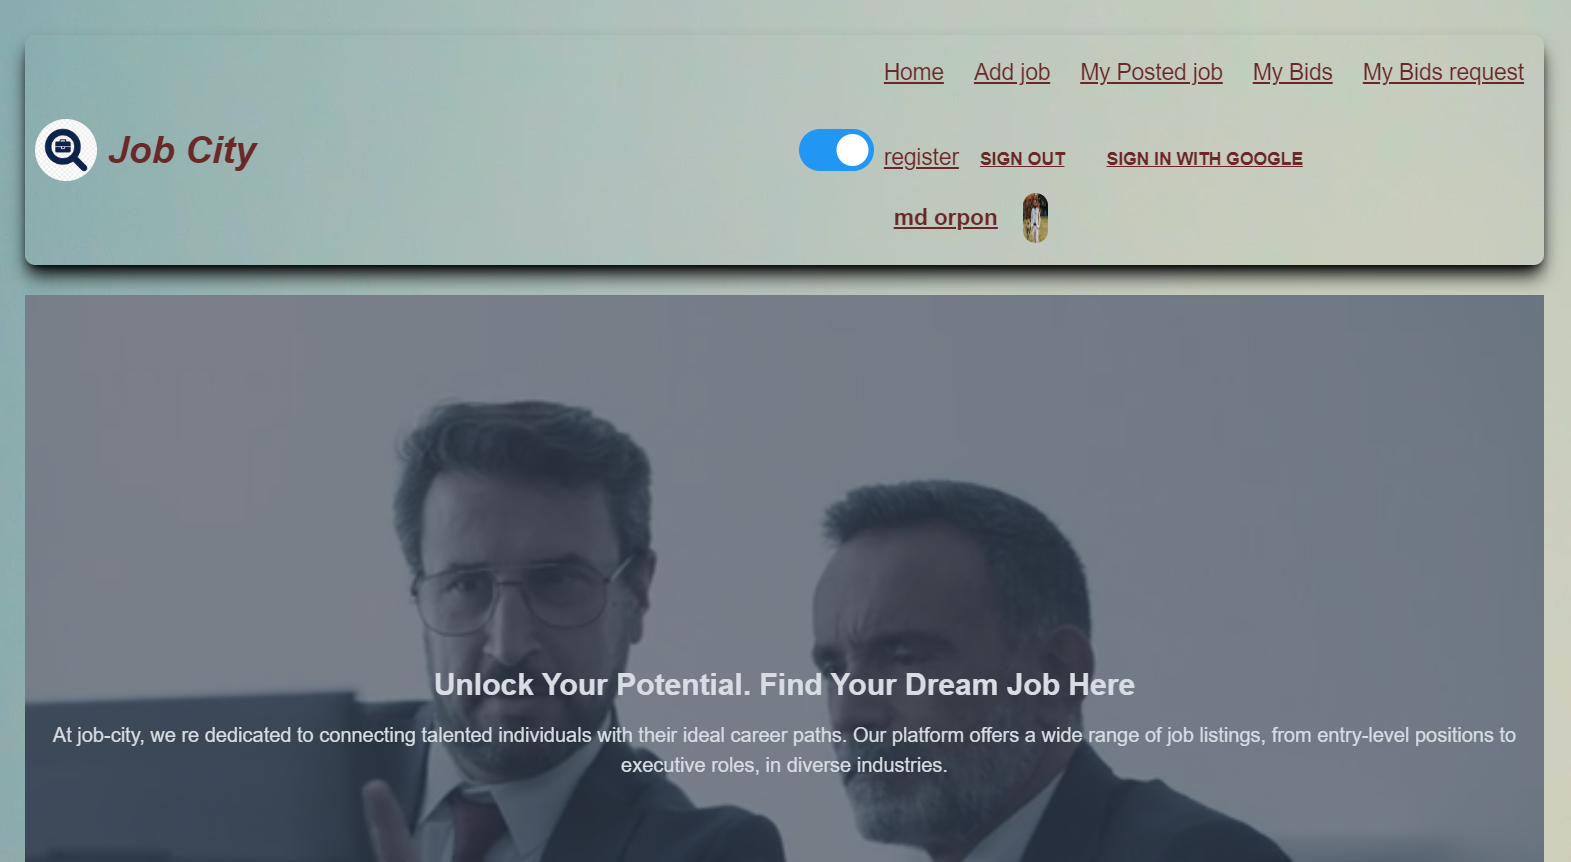 Home Add job My Posted job My Bids My Bids request
Job City
register SIGN OUT SIGN IN WITH GOOGLE
md orpon
Unlock Your Potential. Find Your Dream Job Here
At job-city, we re dedicated to connecting talented individuals with their ideal career paths. Our platform offers a wide range of job listings, from entry-level positions to
executive roles, in diverse industries.